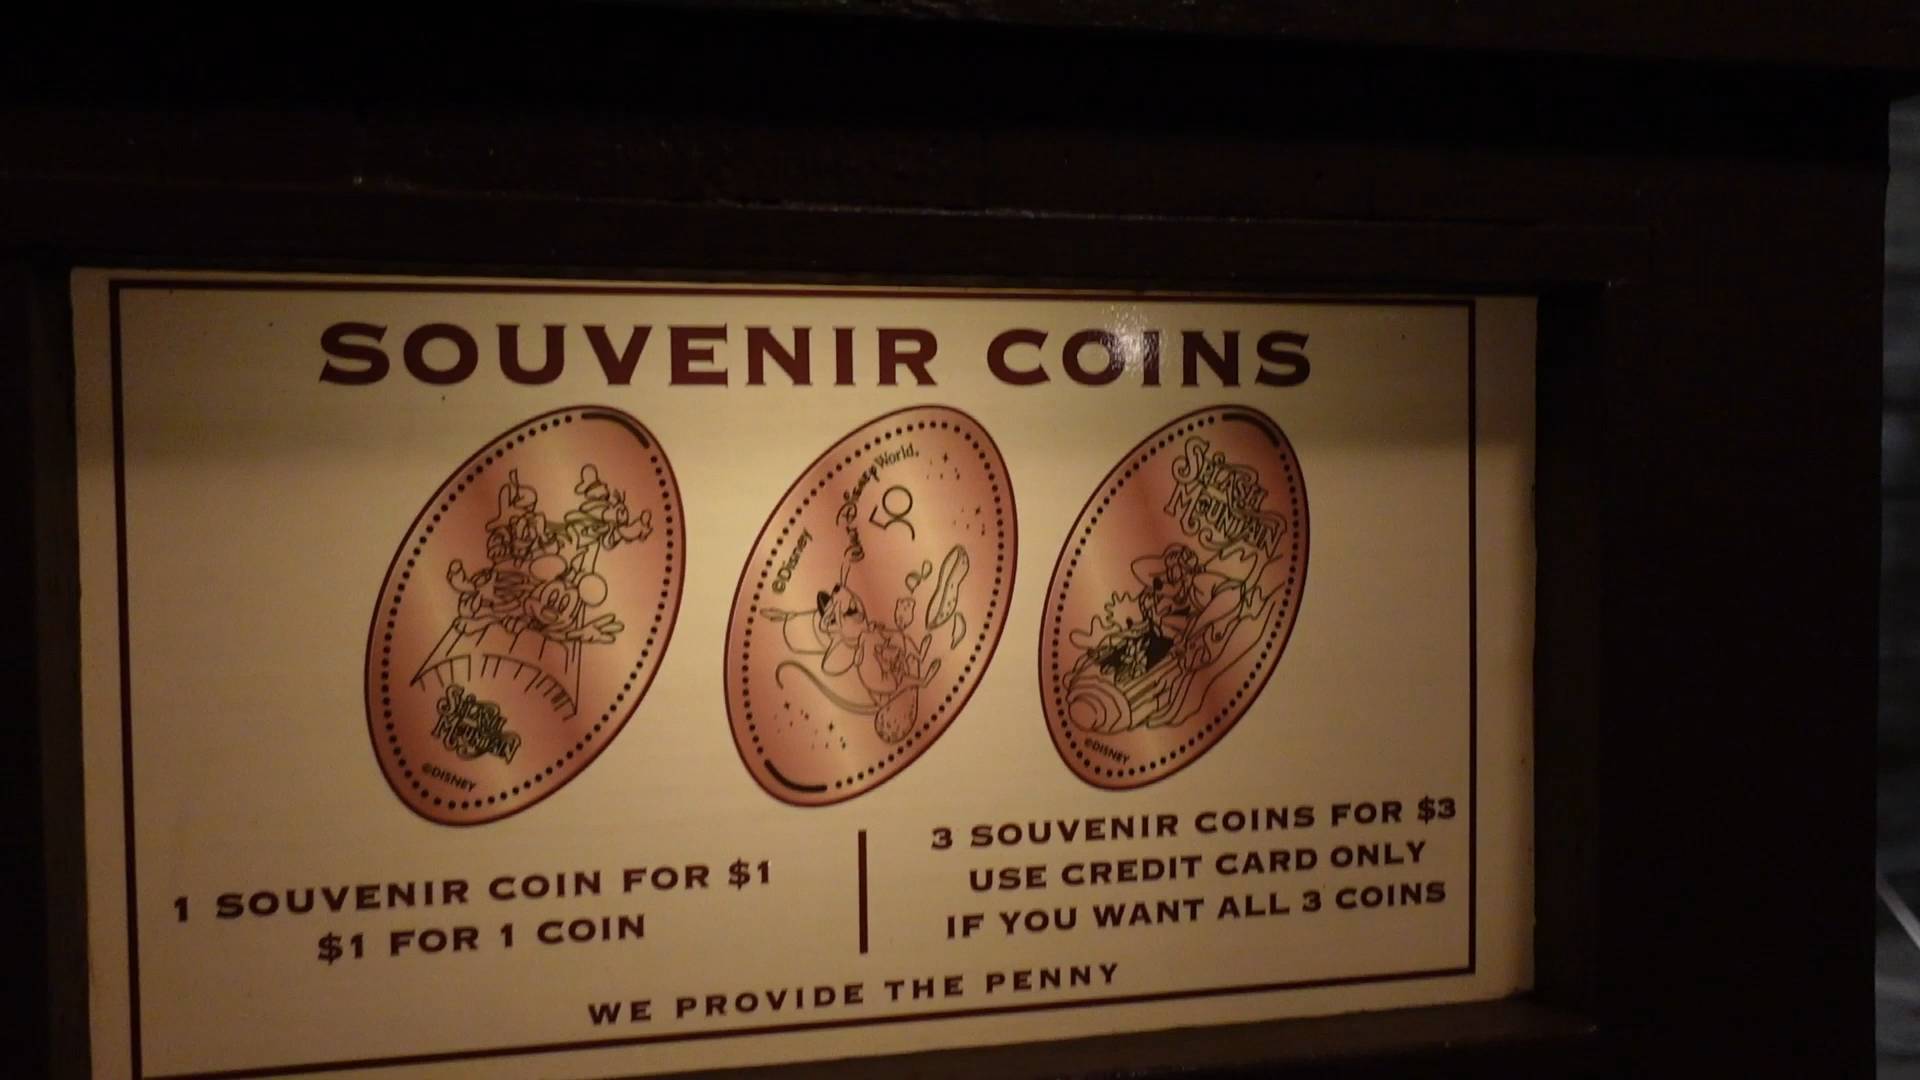 SOUVENIR COINS
SPLASH
MOUNTAIN
©DISNEY
©Disney
Walt Disney World.
50
SPLASH
MOUNTAIN
©DISNEY
1 SOUVENIR COIN FOR $1
$1 FOR 1 COIN
3 SOUVENIR COINS FOR $3
USE CREDIT CARD ONLY
IF YOU WANT ALL 3 COINS
WE PROVIDE THE PENNY